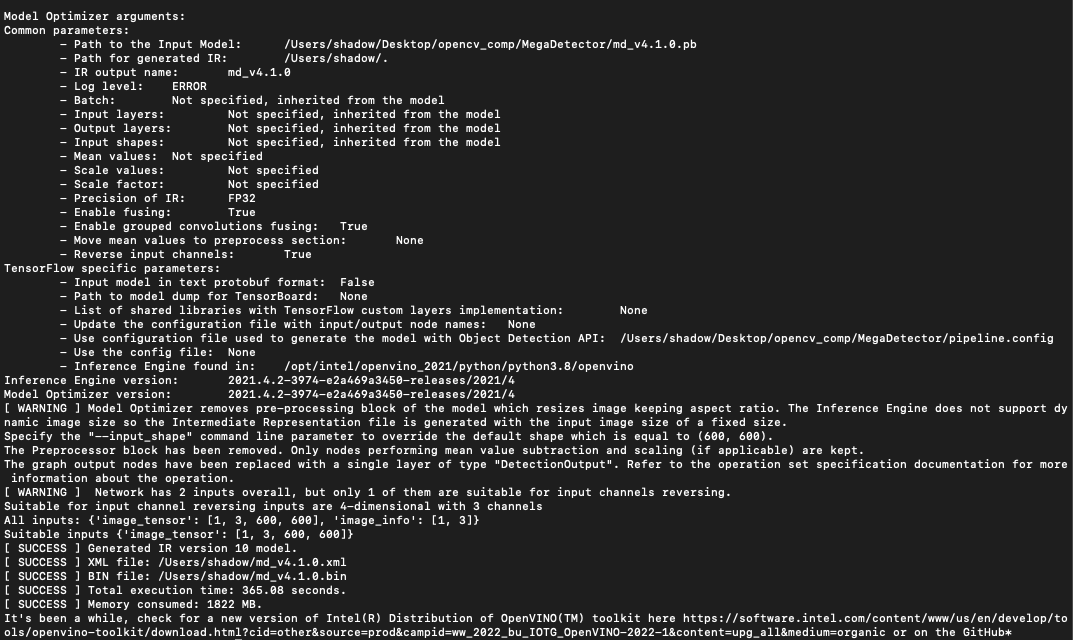 Model Optimizer arguments:
Common parameters:
- Path to the Input Model: /Users/shadow/Desktop/opencv_comp/MegaDetector/md_v4.1.0.pb
- Path for generated IR: /Users/shadow/.
- IR output name: md_v4.1.0
- Log level: ERROR
- Batch: Not specified, inherited from the model
- Input layers: Not specified, inherited from the model
- Output layers: Not specified, inherited from the model
- Input shapes: Not specified, inherited from the model
- Mean values: Not specified
- Scale values: Not specified
- Scale factor: Not specified
- Precision of IR: FP32
- Enable fusing: True
- Enable grouped convolutions fusing: True
- Move mean values to preprocess section: None
- Reverse input channels: True
TensorFlow specific parameters:
- Input model in text protobuf format: False
- Path to model dump for TensorBoard: None
- List of shared libraries with TensorFlow custom layers implementation: None
- Update the configuration file with input/output node names: None
- Use configuration file used to generate the model with Object Detection API: /Users/shadow/Desktop/opencv_comp/MegaDetector/pipeline.config
- Use the config file: None
- Inference Engine found in: /opt/intel/openvino_2021/python/python3.8/openvino
Inference Engine version: 2021.4.2-3974-e2a469a3450-releases/2021/4
Model Optimizer version: 2021.4.2-3974-e2a469a3450-releases/2021/4
[ WARNING ] Model Optimizer removes pre-processing block of the model which resizes image keeping aspect ratio. The Inference Engine does not support dy
namic image size so the Intermediate Representation file is generated with the input image size of a fixed size.
Specify the "--input_shape" command line parameter to override the default shape which is equal to (600, 600).
The Preprocessor block has been removed. Only nodes performing mean value subtraction and scaling (if applicable) are kept.
The graph output nodes have been replaced with a single layer of type "DetectionOutput". Refer to the operation set specification documentation for more
information about the operation.
[ WARNING ]  Network has 2 inputs overall, but only 1 of them are suitable for input channels reversing.
Suitable for input channel reversing inputs are 4-dimensional with 3 channels
All inputs: {'image_tensor': [1, 3, 600, 600], 'image_info': [1, 3]}
Suitable inputs {'image_tensor': [1, 3, 600, 600]}
[ SUCCESS ] Generated IR version 10 model.
[ SUCCESS ] XML file: /Users/shadow/md_v4.1.0.xml
[ SUCCESS ] BIN file: /Users/shadow/md_v4.1.0.bin
[ SUCCESS ] Total execution time: 365.08 seconds.
[ SUCCESS ] Memory consumed: 1822 MB.
It's been a while, check for a new version of Intel(R) Distribution of OpenVINO(TM) toolkit here https://software.intel.com/content/www/us/en/develop/to
ols/openvino-toolkit/download.html?cid=other&source=prod&campid=ww_2022_bu_IOTG_OpenVINO-2022-1&content=upg_all&medium=organic or on the GitHub*